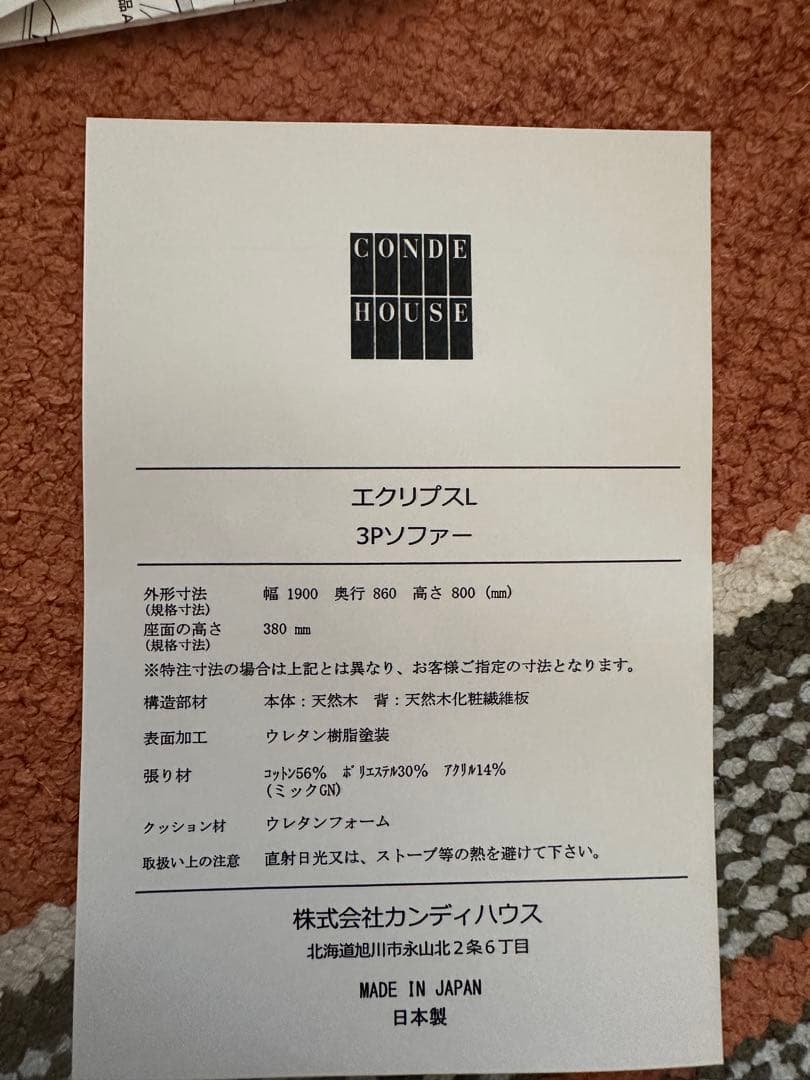 品A
CONDE
HOUSE
エクリプスL
3Pソファー
外形寸法 幅 1900 奥行 860 高さ 800 (㎜)
(規格寸法)
座面の高さ 380 ㎜
(規格寸法)
※特注寸法の場合は上記とは異なり、お客様ご指定の寸法となります。
構造部材 本体：天然木 背：天然木化粧繊維板
表面加工 ウレタン樹脂塗装
張り材 ｺｯﾄﾝ56% ﾎﾟﾘｴｽﾃﾙ30% ｱｸﾘﾙ14%
(ミックGN)
クッション材 ウレタンフォーム
取扱い上の注意 直射日光又は、ストーブ等の熱を避けて下さい。
株式会社カンディハウス
北海道旭川市永山北２条６丁目
MADE IN JAPAN
日本製